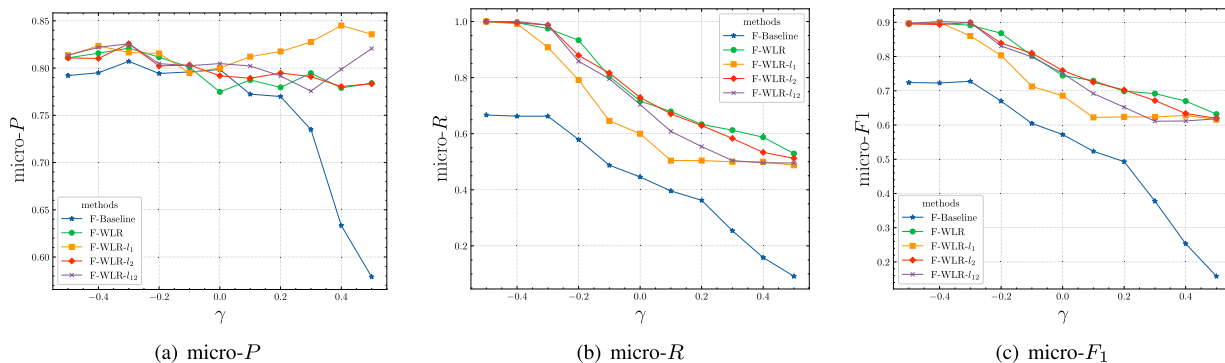 micro-P
0.85
0.80
0.75
0.70
0.65
0.60
methods
F-Baseline
F-WLR
F-WLR-l1
F-WLR-l2
F-WLR-l12
−0.4 −0.2 0.0 0.2 0.4
γ
(a) micro-P
micro-R
1.0
0.8
0.6
0.4
0.2
methods
F-Baseline
F-WLR
F-WLR-l1
F-WLR-l2
F-WLR-l12
−0.4 −0.2 0.0 0.2 0.4
γ
(b) micro-R
micro-F1
0.9
0.8
0.7
0.6
0.5
0.4
0.3
0.2
methods
F-Baseline
F-WLR
F-WLR-l1
F-WLR-l2
F-WLR-l12
−0.4 −0.2 0.0 0.2 0.4
γ
(c) micro-F1